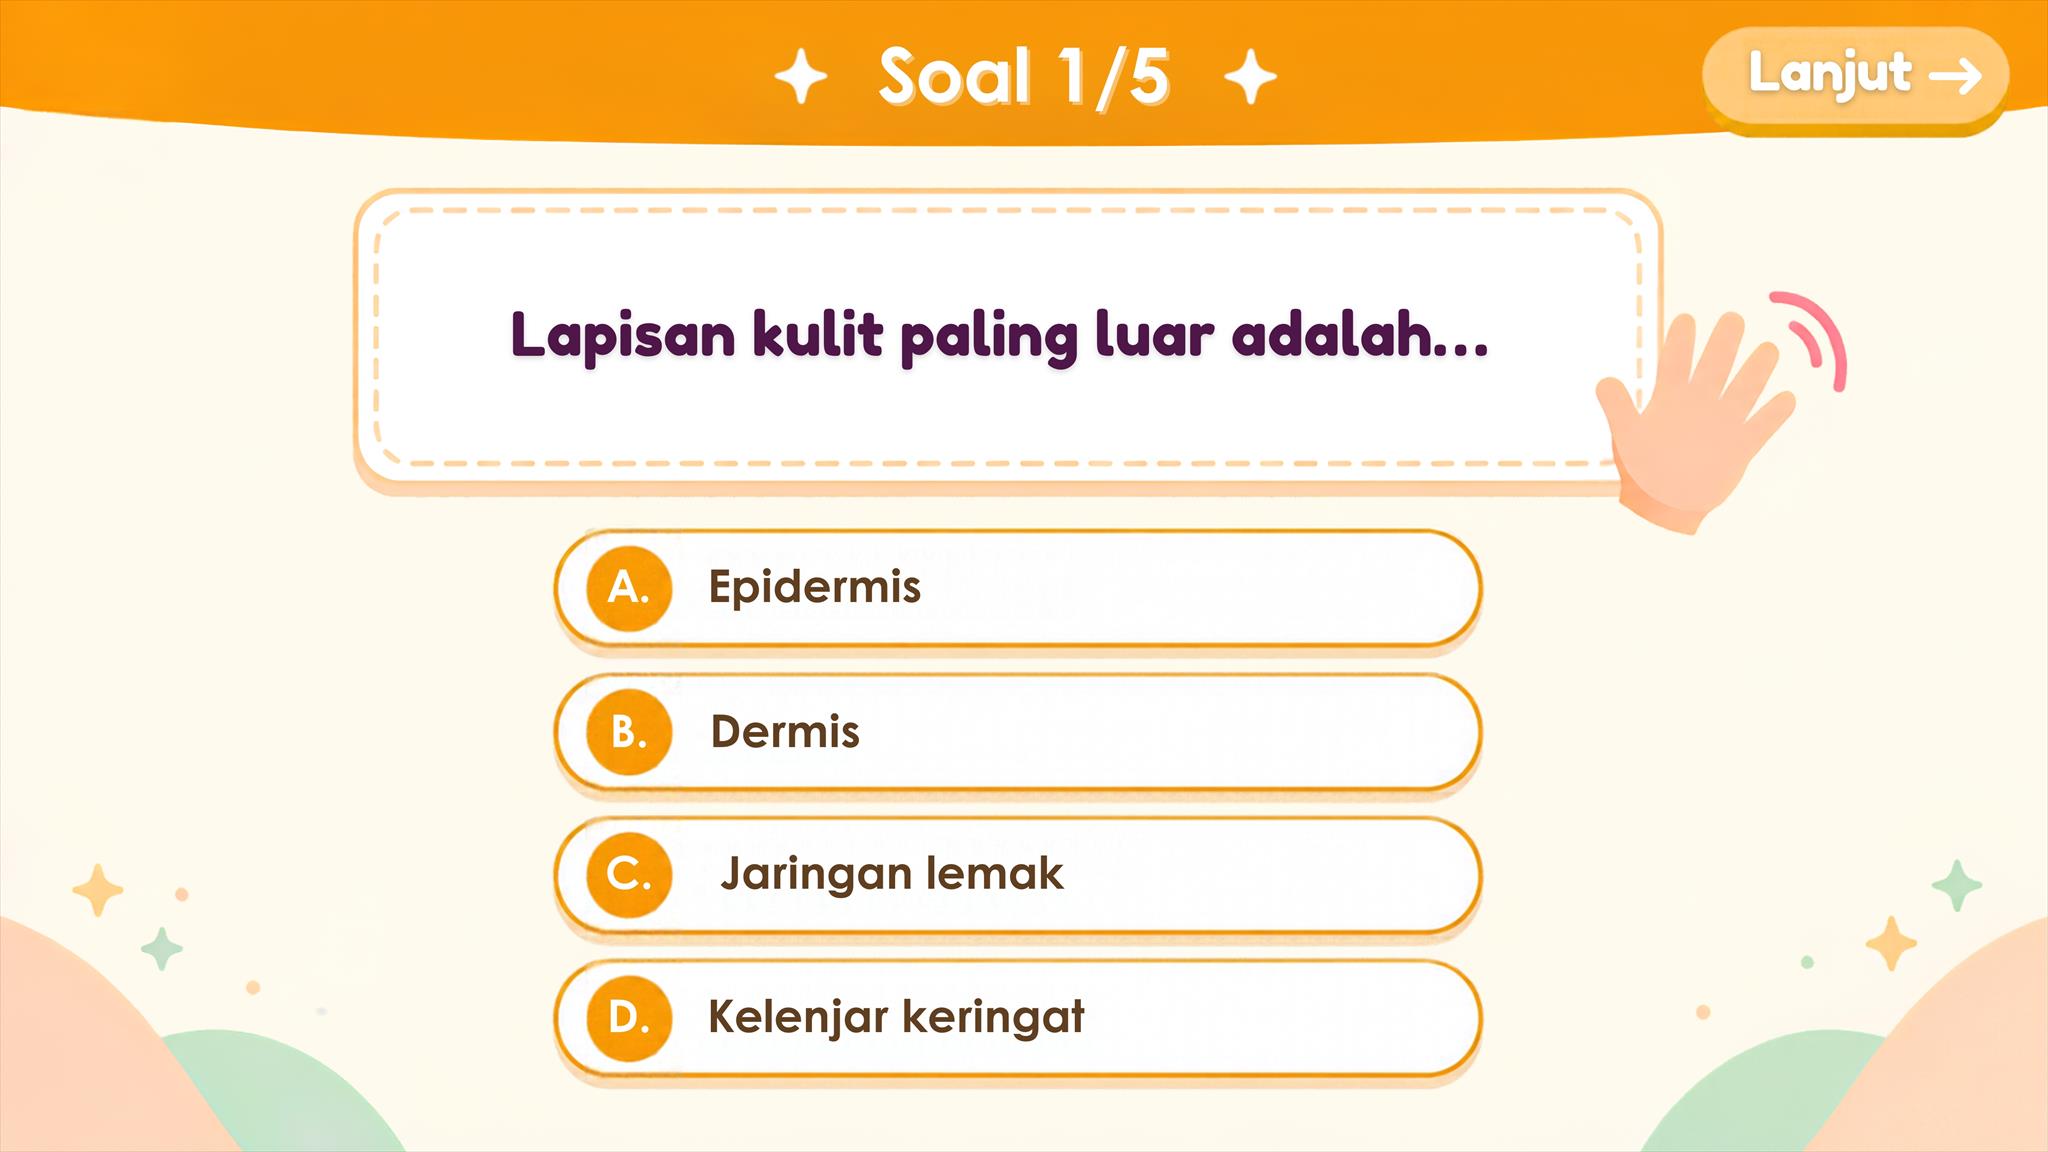 Soal 1/5
Lanjut →
Lapisan kulit paling luar adalah...
A. Epidermis
B. Dermis
C. Jaringan lemak
D. Kelenjar keringat